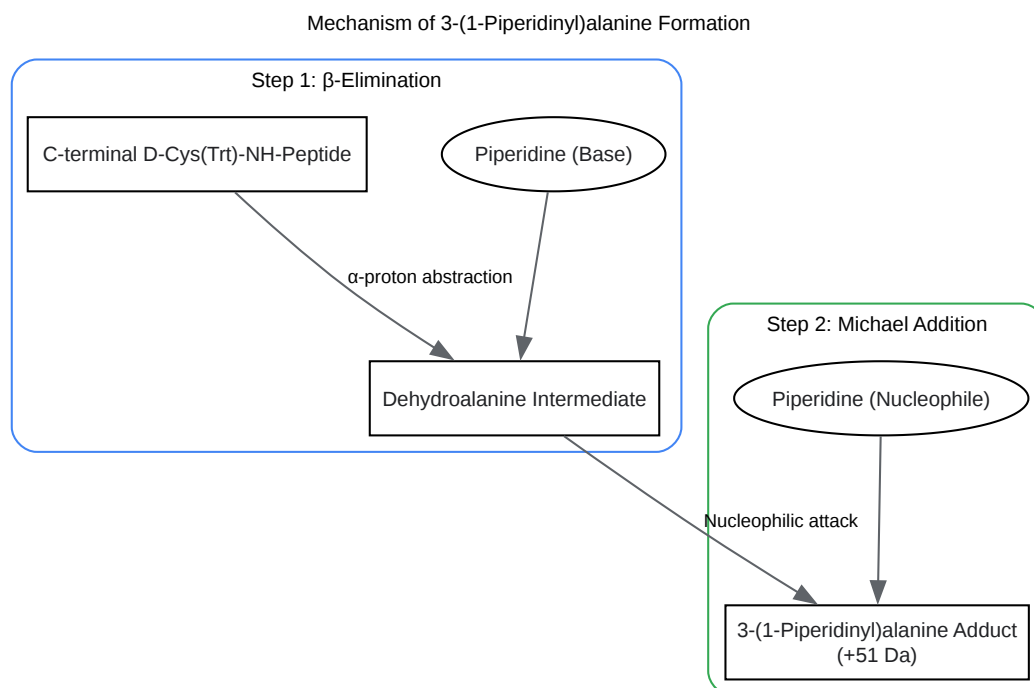 Mechanism of 3-(1-Piperidinyl)alanine Formation
Step 1: β-Elimination
C-terminal D-Cys(Trt)-NH-Peptide
Piperidine (Base)
α-proton abstraction
Dehydroalanine Intermediate
Step 2: Michael Addition
Piperidine (Nucleophile)
Nucleophilic attack
3-(1-Piperidinyl)alanine Adduct
(+51 Da)